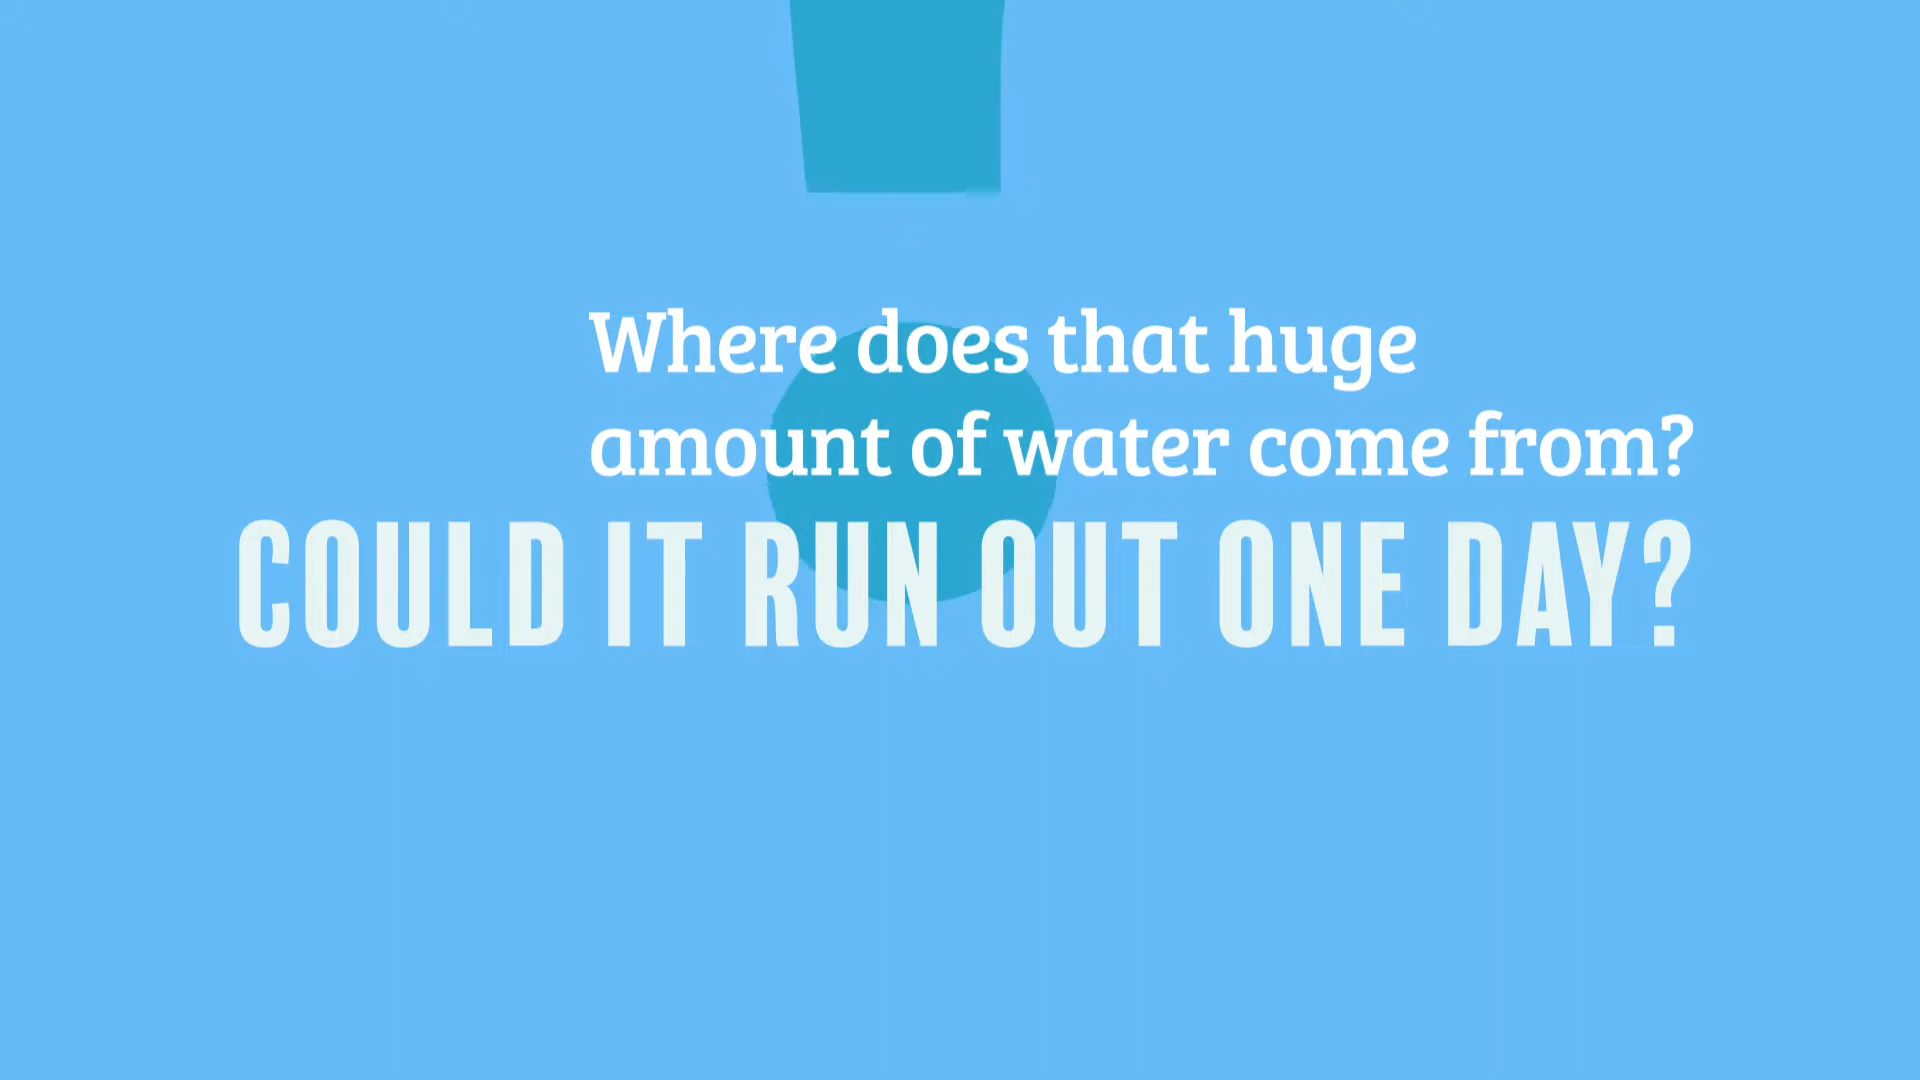 Where does that huge
amount of water come from?
COULD IT RUN OUT ONE DAY?